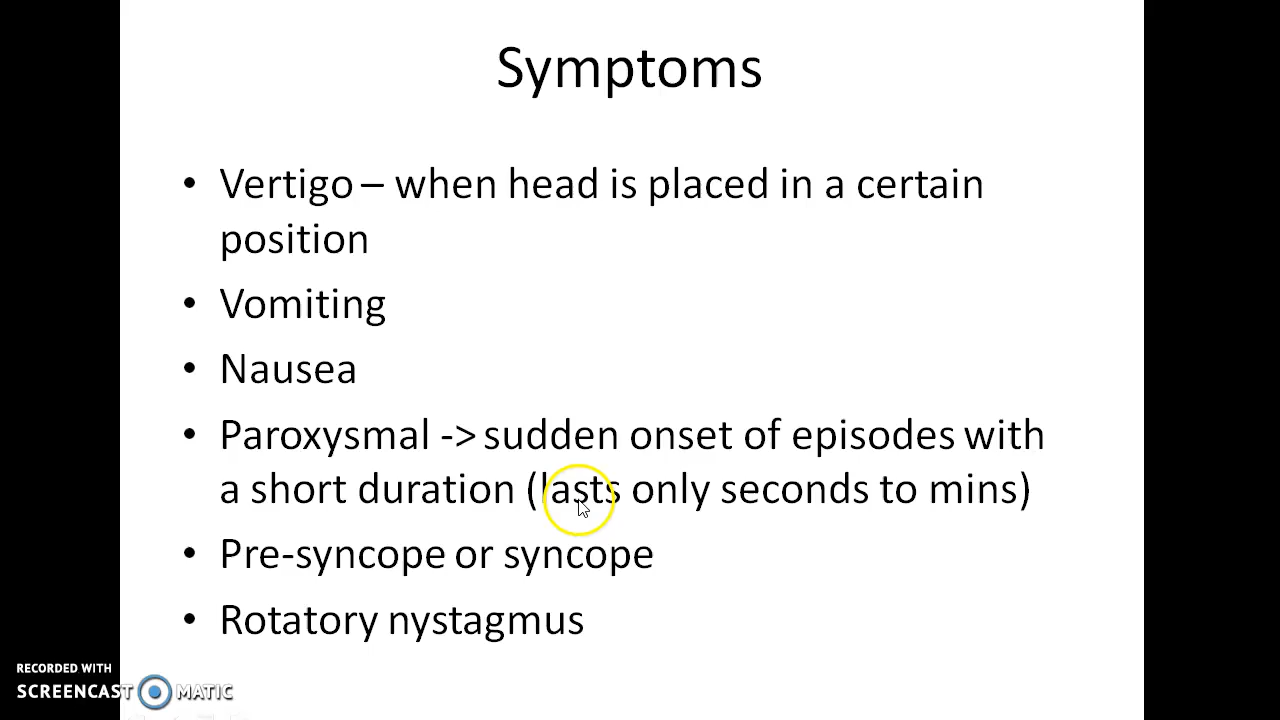 Symptoms
• Vertigo – when head is placed in a certain
position
• Vomiting
• Nausea
• Paroxysmal -> sudden onset of episodes with
a short duration (lasts only seconds to mins)
• Pre-syncope or syncope
• Rotatory nystagmus
RECORDED WITH
SCREENCAST MATIC